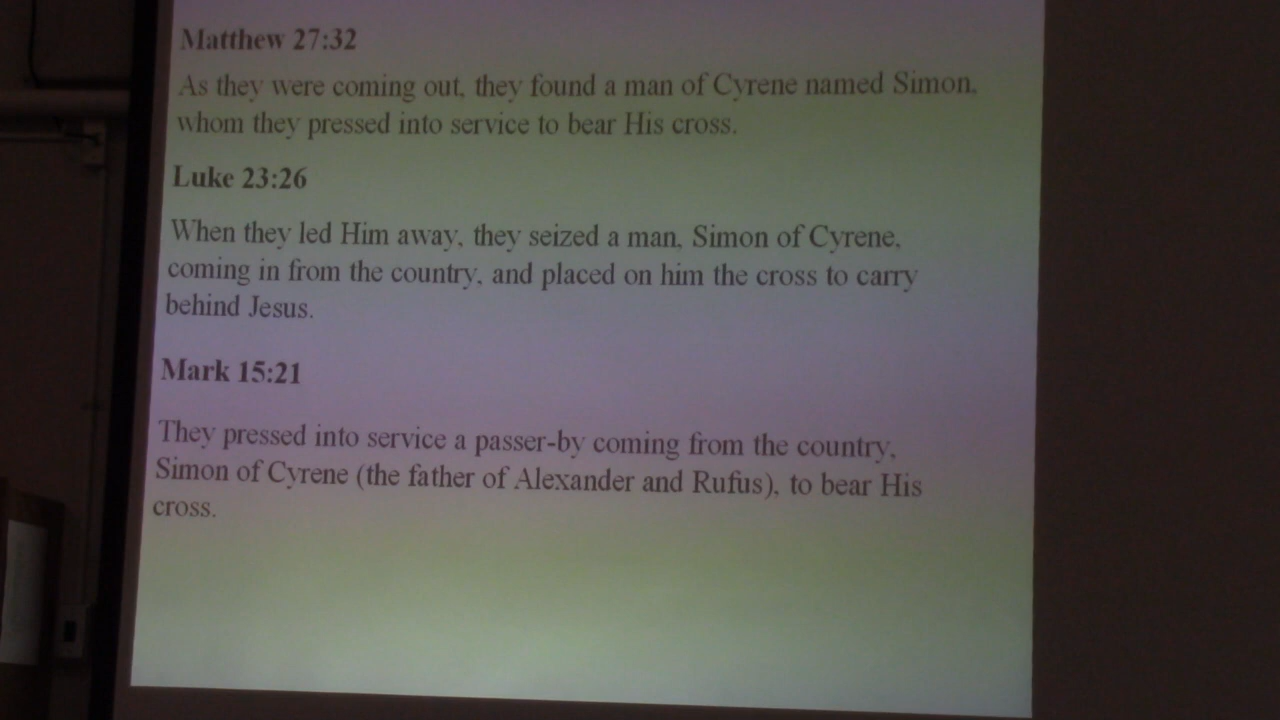 Matthew 27:32
As they were coming out, they found a man of Cyrene named Simon,
whom they pressed into service to bear His cross.
Luke 23:26
When they led Him away, they seized a man, Simon of Cyrene,
coming in from the country, and placed on him the cross to carry
behind Jesus.
Mark 15:21
They pressed into service a passer-by coming from the country,
Simon of Cyrene (the father of Alexander and Rufus), to bear His
cross.